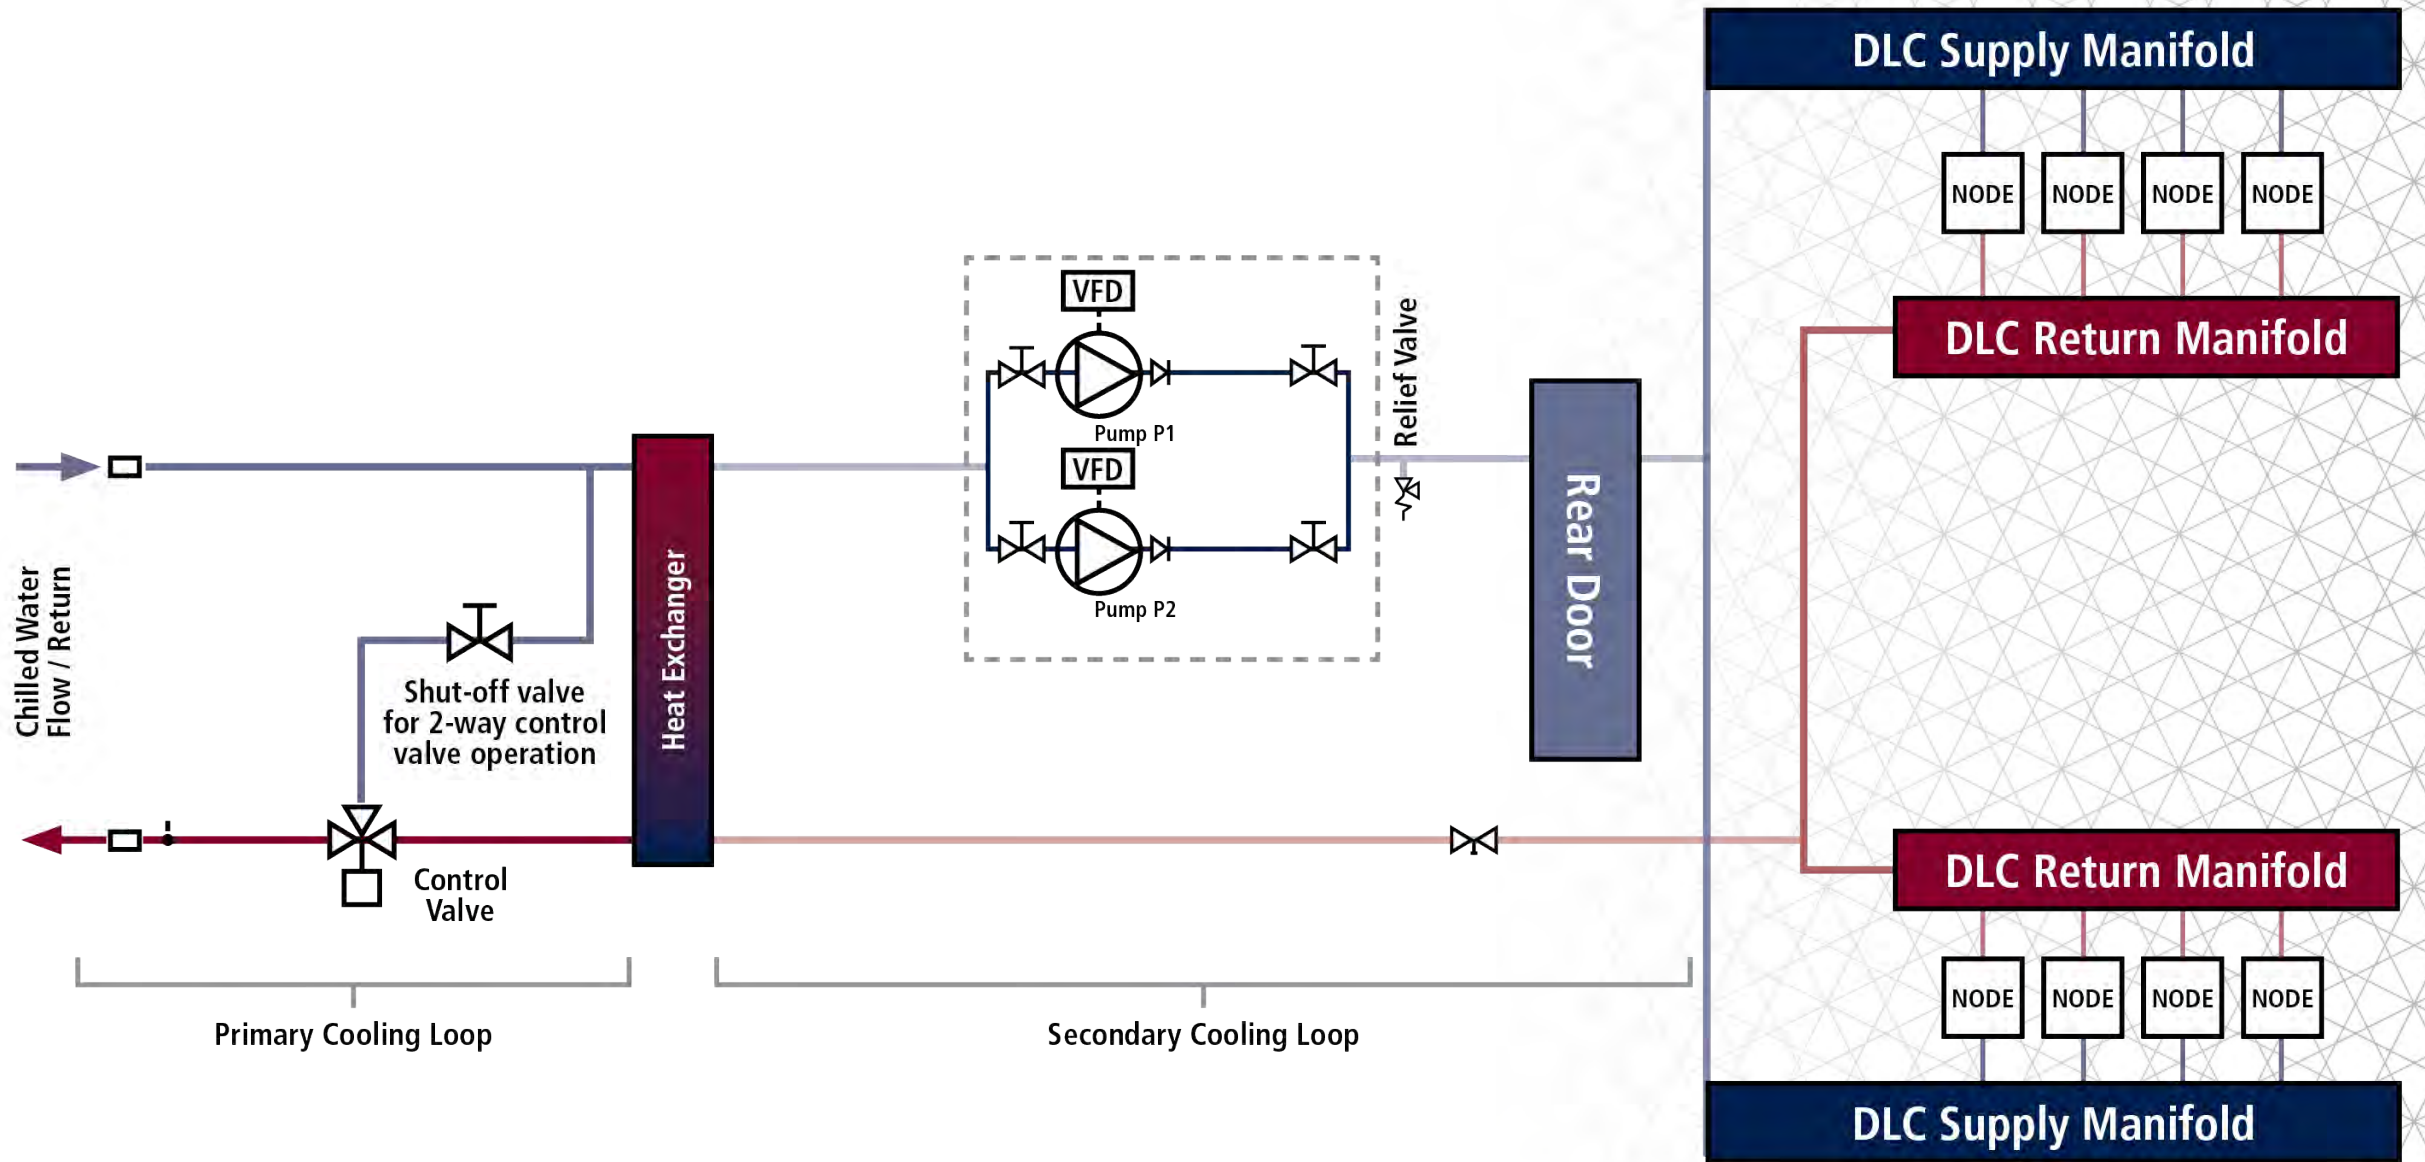 DLC Supply Manifold
NODE
NODE
NODE
NODE
DLC Return Manifold
VFD
Pump P1
VFD
Pump P2
Relief Valve
Rear Door
Heat Exchanger
Chilled Water
Flow / Return
Shut-off valve
for 2-way control
valve operation
Control
Valve
DLC Return Manifold
NODE
NODE
NODE
NODE
DLC Supply Manifold
Primary Cooling Loop
Secondary Cooling Loop